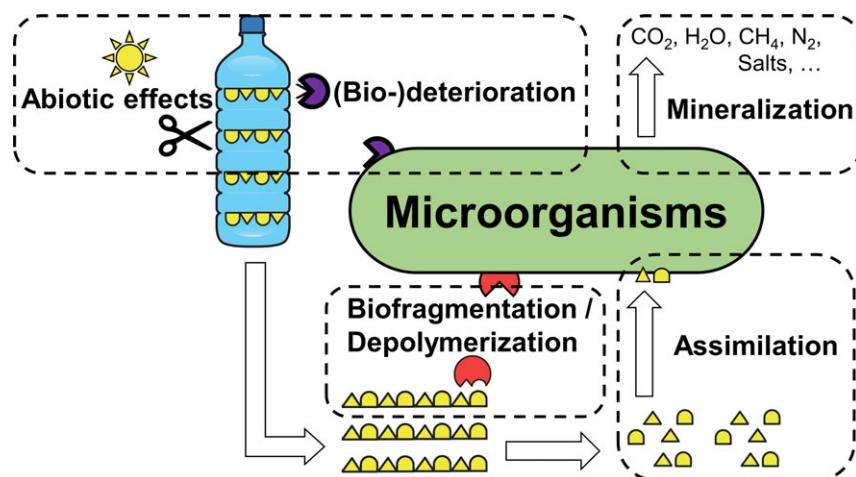 Abiotic effects
(Bio-)deterioration
CO₂, H₂O, CH₄, N₂,
Salts, ...
Mineralization
Microorganisms
Biofragmentation /
Depolymerization
Assimilation